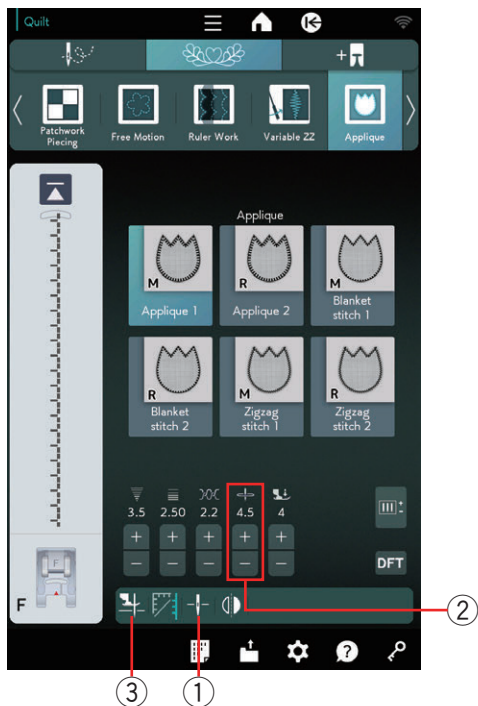 Quilt
+
Patchwork
Piecing
Free Motion
Ruler Work
Variable ZZ
Applique
Applique
M
Applique 1
R
Applique 2
M
Blanket
stitch 1
R
Blanket
stitch 2
M
Zigzag
stitch 1
R
Zigzag
stitch 2
3.5 2.50 2.2 4.5 4
+ + + + +
− − − − −
DFT
F
?
②
③ ①